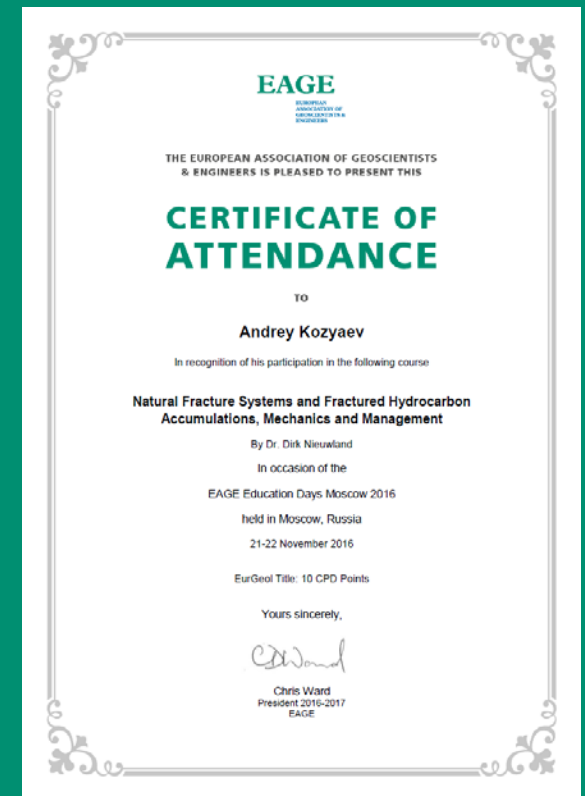 EAGE
EUROPEAN
ASSOCIATION OF
GEOSCIENTISTS &
ENGINEERS
THE EUROPEAN ASSOCIATION OF GEOSCIENTISTS
& ENGINEERS IS PLEASED TO PRESENT THIS
CERTIFICATE OF
ATTENDANCE
TO
Andrey Kozyaev
In recognition of his participation in the following course
Natural Fracture Systems and Fractured Hydrocarbon
Accumulations, Mechanics and Management
By Dr. Dirk Nieuwland
In occasion of the
EAGE Education Days Moscow 2016
held in Moscow, Russia
21-22 November 2016
EurGeol Title: 10 CPD Points
Yours sincerely,
CDWard
Chris Ward
President 2016-2017
EAGE